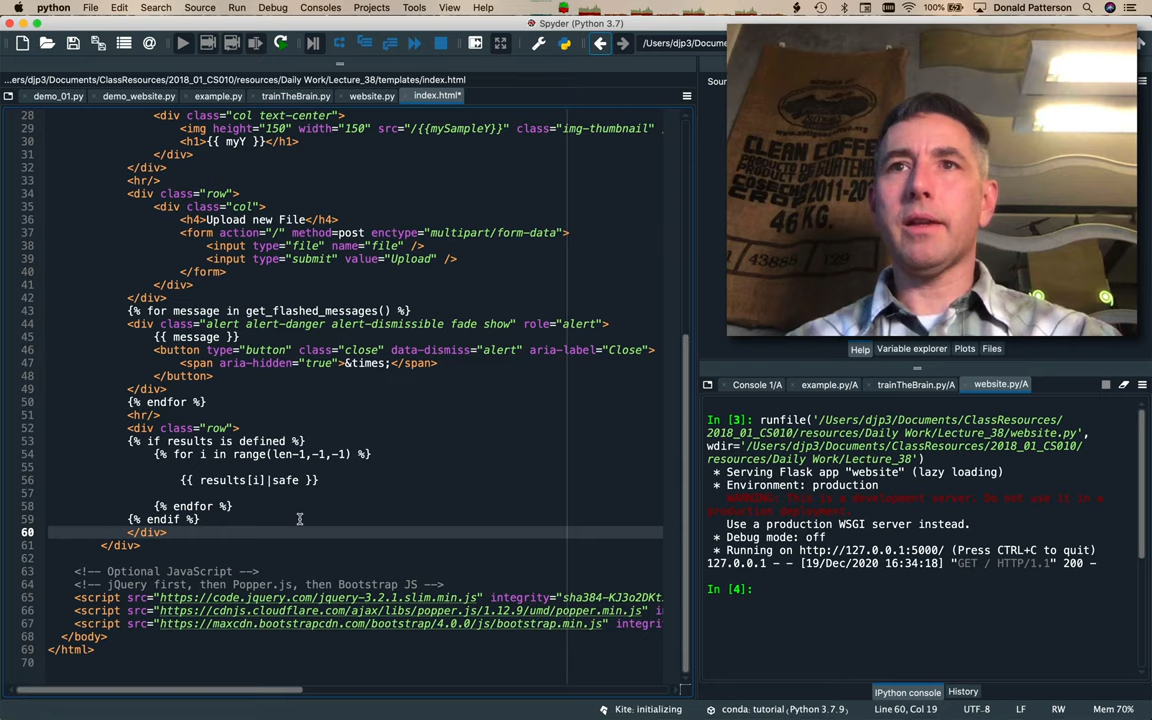 python File Edit Search Source Run Debug Consoles Projects Tools View Help 100% Donald Patterson
Spyder (Python 3.7)
/Users/djp3/Docume
...ers/djp3/Documents/ClassResources/2018_01_CS010/resources/Daily Work/Lecture_38/templates/index.html
Sour
demo_01.py demo_website.py example.py trainTheBrain.py website.py index.html*
28 <div class="col text-center">
29 <img height="150" width="150" src="/{{mySampleY}}" class="img-thumbnail"
30 <h1>{{ myY }}</h1>
31 </div>
32 </div>
33 <hr/>
34 <div class="row">
35 <div class="col">
36 <h4>Upload new File</h4>
37 <form action="/" method=post enctype="multipart/form-data">
38 <input type="file" name="file" />
39 <input type="submit" value="Upload" />
40 </form>
41 </div>
42 </div>
43 {% for message in get_flashed_messages() %}
44 <div class="alert alert-danger alert-dismissible fade show" role="alert">
45 {{ message }}
46 <button type="button" class="close" data-dismiss="alert" aria-label="Close">
47 <span aria-hidden="true">&times;</span>
48 </button>
49 </div>
50 {% endfor %}
51 <hr/>
52 <div class="row">
53 {% if results is defined %}
54 {% for i in range(len-1,-1,-1) %}
55
56 {{ results[i]|safe }}
57
58 {% endfor %}
59 {% endif %}
60 </div>
61 </div>
62
63 <!-- Optional JavaScript -->
64 <!-- jQuery first, then Popper.js, then Bootstrap JS -->
65 <script src="https://code.jquery.com/jquery-3.2.1.slim.min.js" integrity="sha384-KJ3o2DKt
66 <script src="https://cdnjs.cloudflare.com/ajax/libs/popper.js/1.12.9/umd/popper.min.js" i
67 <script src="https://maxcdn.bootstrapcdn.com/bootstrap/4.0.0/js/bootstrap.min.js" integrit
68 </body>
69 </html>
70
CLEAN COFFEE
PRODUCTO DE GUATEMALA
COSECHA 2011-20
46 KG.
43888 129
Help Variable explorer Plots Files
Console 1/A example.py/A trainTheBrain.py/A website.py/A
In [3]: runfile('/Users/djp3/Documents/ClassResources/
2018_01_CS010/resources/Daily Work/Lecture_38/website.py',
wdir='/Users/djp3/Documents/ClassResources/2018_01_CS010/
resources/Daily Work/Lecture_38')
* Serving Flask app "website" (lazy loading)
* Environment: production
WARNING: This is a development server. Do not use it in a
production deployment.
Use a production WSGI server instead.
* Debug mode: off
* Running on http://127.0.0.1:5000/ (Press CTRL+C to quit)
127.0.0.1 - - [19/Dec/2020 16:34:18] "GET / HTTP/1.1" 200 -
In [4]:
IPython console History
Kite: initializing conda: tutorial (Python 3.7.9) Line 60, Col 19 UTF-8 LF RW Mem 70%